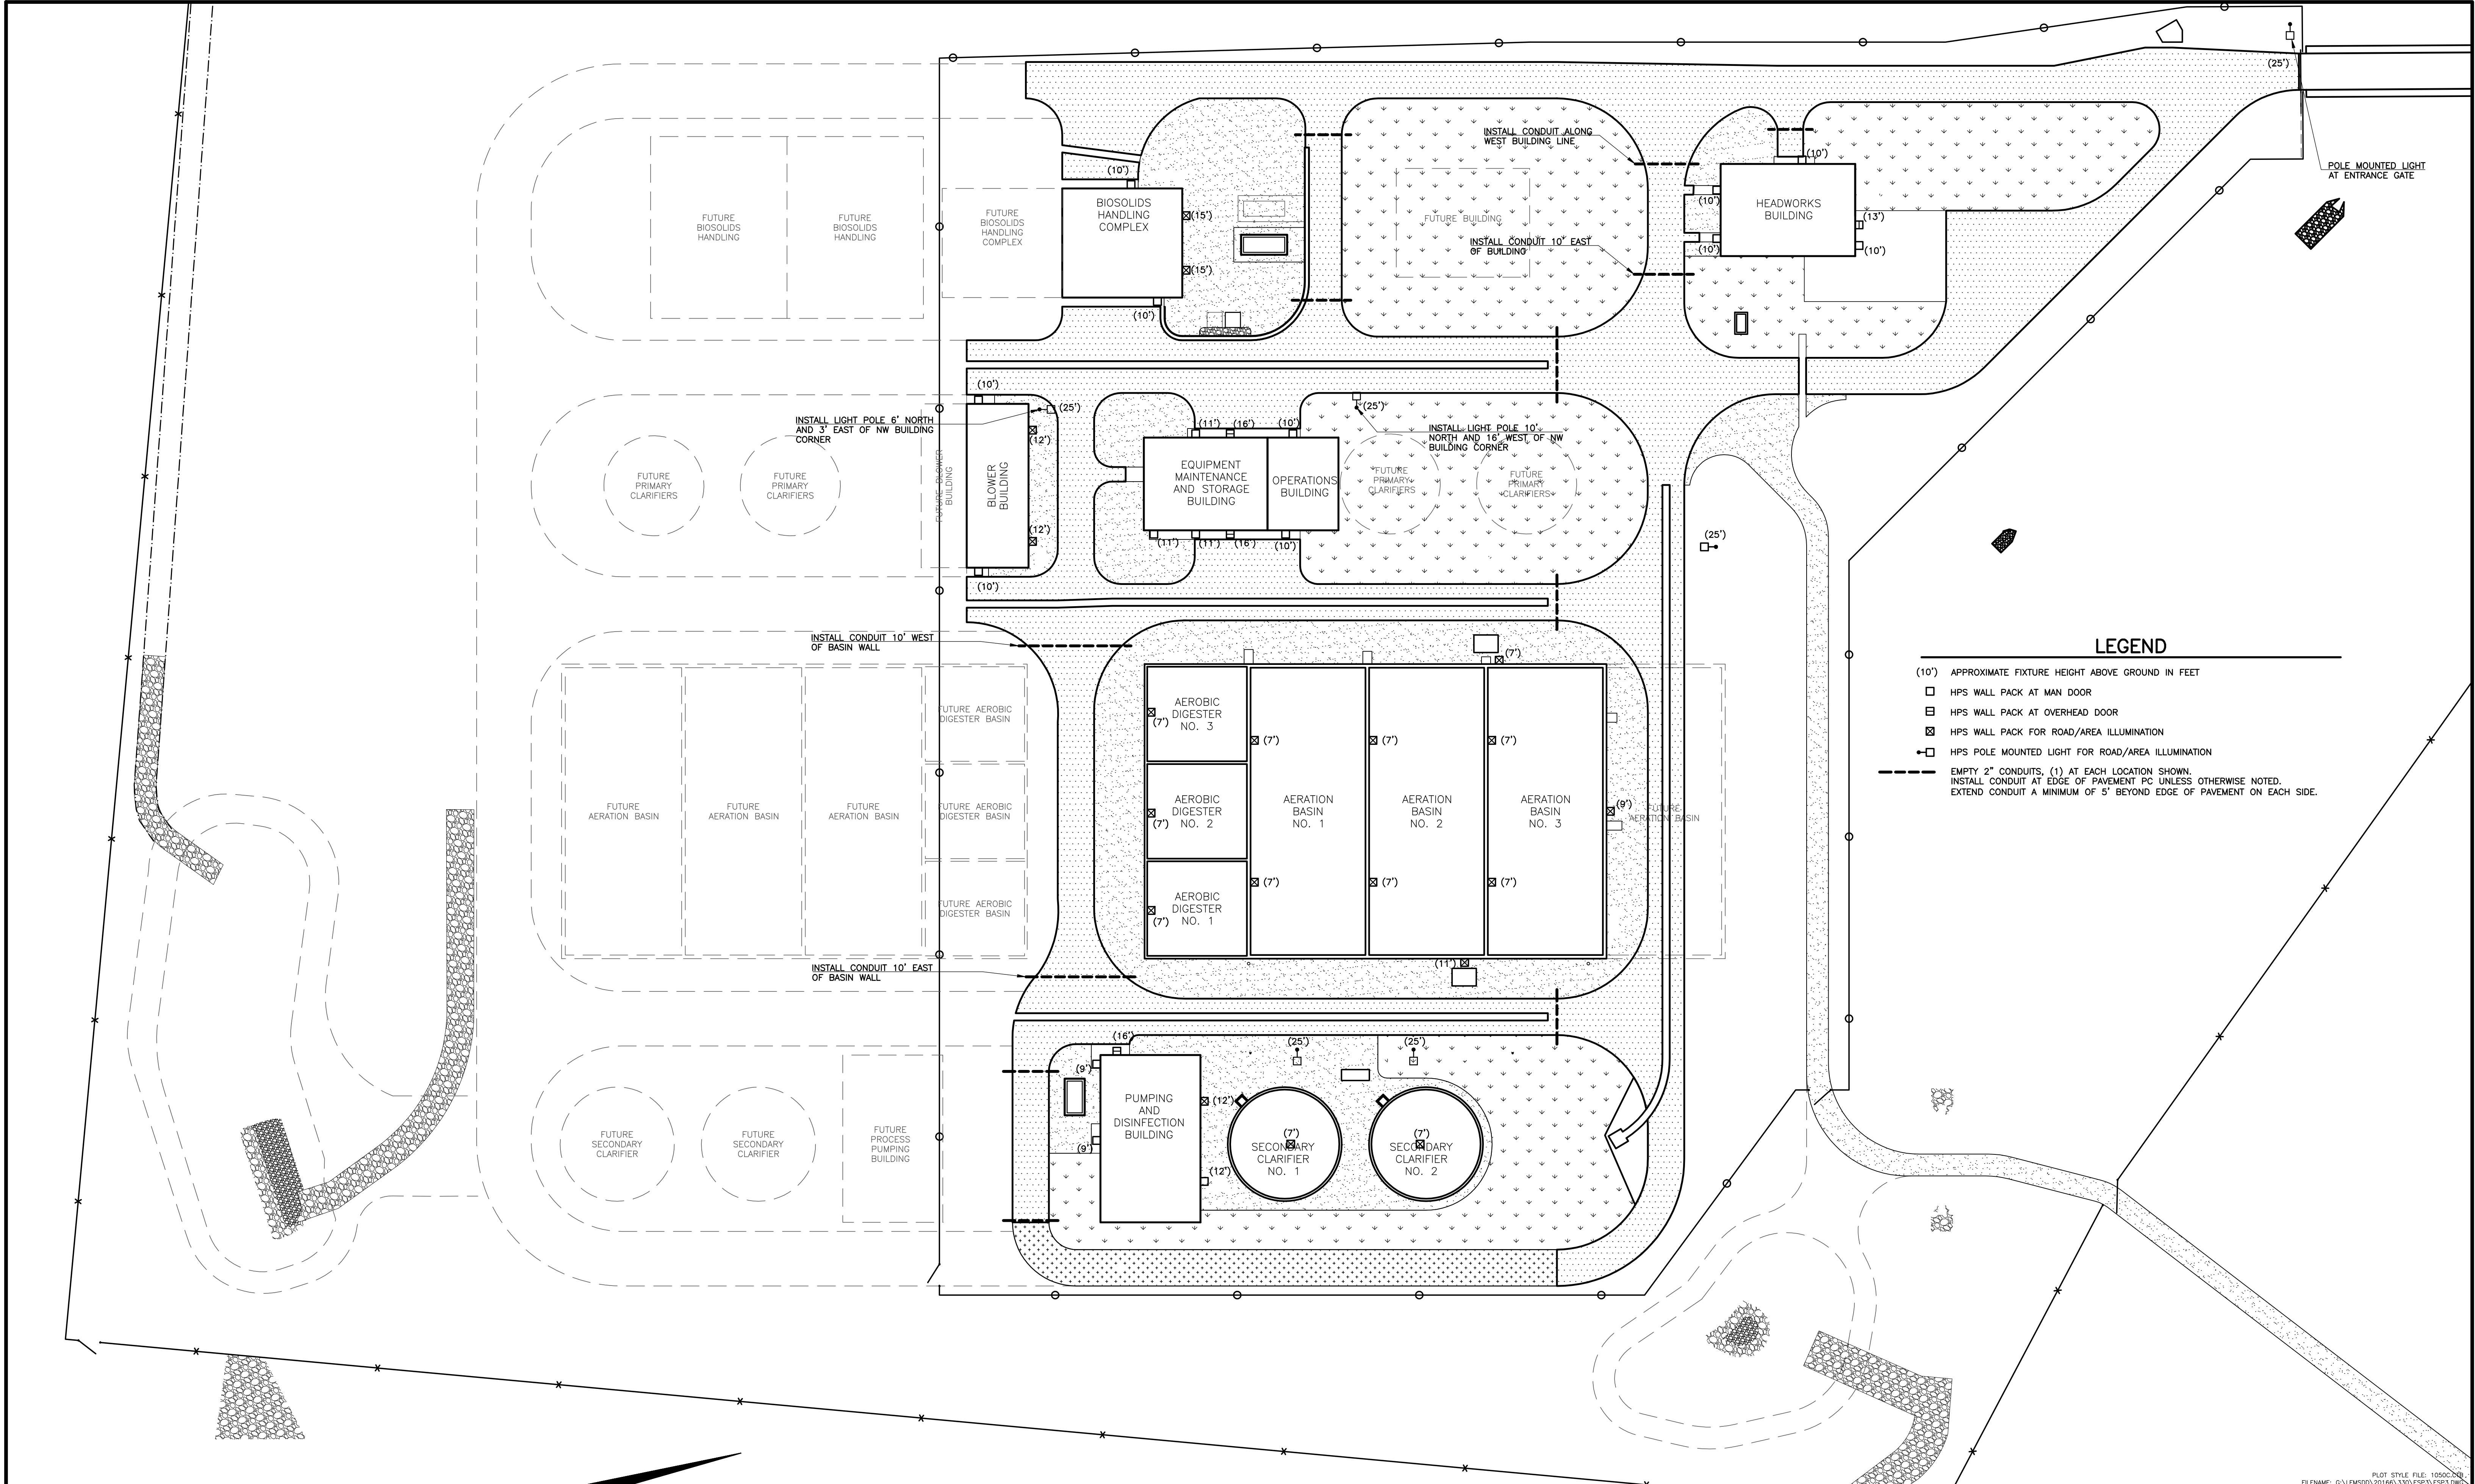 (25')
POLE MOUNTED LIGHT
AT ENTRANCE GATE
INSTALL CONDUIT ALONG
WEST BUILDING LINE
(10')
(10')
BIOSOLIDS
HANDLING
COMPLEX
(15')
(15')
(10')
FUTURE
BIOSOLIDS
HANDLING
FUTURE
BIOSOLIDS
HANDLING
FUTURE
BIOSOLIDS
HANDLING
COMPLEX
FUTURE BUILDING
INSTALL CONDUIT 10' EAST
OF BUILDING
HEADWORKS
BUILDING
(10')
(10')
(13')
(10')
(10')
(25')
INSTALL LIGHT POLE 6' NORTH
AND 3' EAST OF NW BUILDING
CORNER
(12')
(12')
(10')
FUTURE BLOWER
BUILDING
BLOWER
BUILDING
FUTURE
PRIMARY
CLARIFIERS
FUTURE
PRIMARY
CLARIFIERS
(11')
(16')
(10')
(25')
INSTALL LIGHT POLE 10'
NORTH AND 16' WEST OF NW
BUILDING CORNER
EQUIPMENT
MAINTENANCE
AND STORAGE
BUILDING
OPERATIONS
BUILDING
FUTURE
PRIMARY
CLARIFIERS
FUTURE
PRIMARY
CLARIFIERS
(11')
(11')
(16')
(10')
(25')
INSTALL CONDUIT 10' WEST
OF BASIN WALL
(7')
FUTURE AEROBIC
DIGESTER BASIN
AEROBIC
DIGESTER
NO. 3
(7')
(7')
(7')
(7')
FUTURE
AERATION BASIN
FUTURE
AERATION BASIN
FUTURE
AERATION BASIN
FUTURE AEROBIC
DIGESTER BASIN
AEROBIC
DIGESTER
NO. 2
(7')
AERATION
BASIN
NO. 1
AERATION
BASIN
NO. 2
AERATION
BASIN
NO. 3
(9')
FUTURE
AERATION BASIN
FUTURE AEROBIC
DIGESTER BASIN
AEROBIC
DIGESTER
NO. 1
(7')
(7')
(7')
(7')
INSTALL CONDUIT 10' EAST
OF BASIN WALL
(11')
LEGEND
(10') APPROXIMATE FIXTURE HEIGHT ABOVE GROUND IN FEET
HPS WALL PACK AT MAN DOOR
HPS WALL PACK AT OVERHEAD DOOR
HPS WALL PACK FOR ROAD/AREA ILLUMINATION
HPS POLE MOUNTED LIGHT FOR ROAD/AREA ILLUMINATION
EMPTY 2" CONDUITS, (1) AT EACH LOCATION SHOWN.
INSTALL CONDUIT AT EDGE OF PAVEMENT PC UNLESS OTHERWISE NOTED.
EXTEND CONDUIT A MINIMUM OF 5' BEYOND EDGE OF PAVEMENT ON EACH SIDE.
(16')
(25')
(25')
(9')
(12')
PUMPING
AND
DISINFECTION
BUILDING
(9')
(12')
(7')
SECONDARY
CLARIFIER
NO. 1
(7')
SECONDARY
CLARIFIER
NO. 2
FUTURE
SECONDARY
CLARIFIER
FUTURE
SECONDARY
CLARIFIER
FUTURE
PROCESS
PUMPING
BUILDING
PLOT STYLE FILE: 1050C.CTB